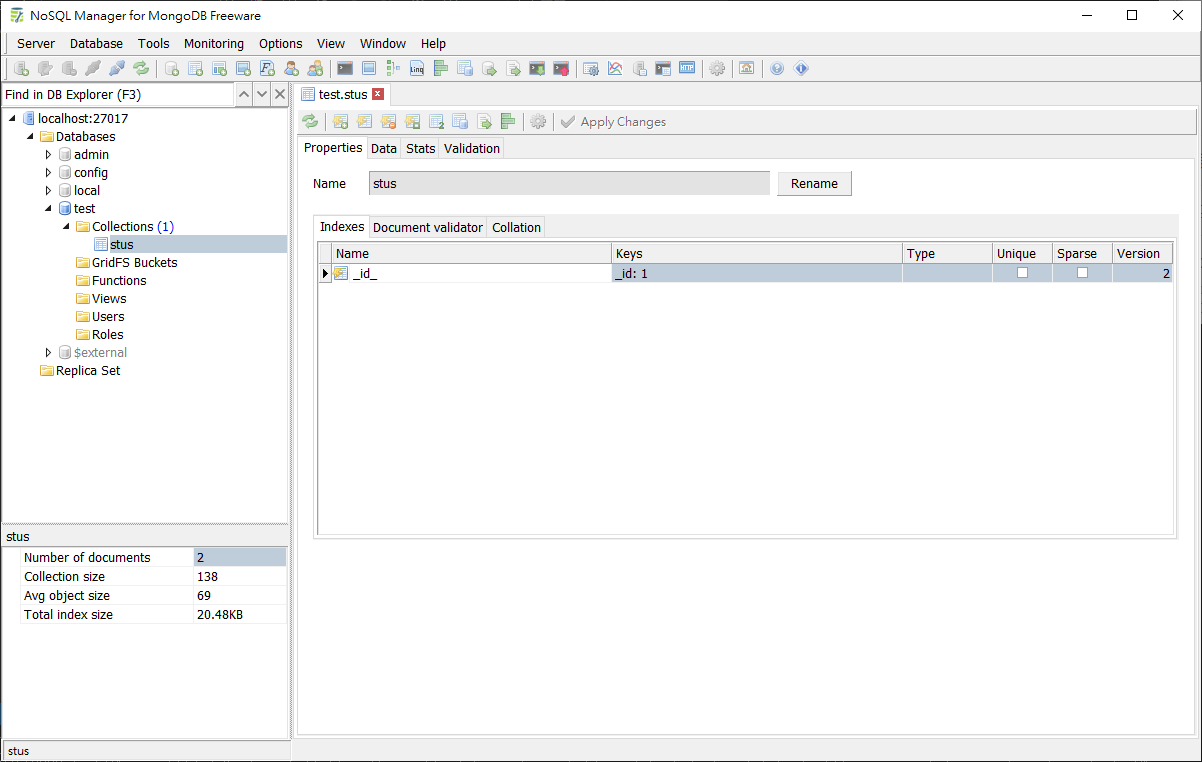 NoSQL Manager for MongoDB Freeware
Server Database Tools Monitoring Options View Window Help
Find in DB Explorer (F3)
localhost:27017
Databases
admin
config
local
test
Collections (1)
stus
GridFS Buckets
Functions
Views
Users
Roles
$external
Replica Set
stus
Number of documents 2
Collection size 138
Avg object size 69
Total index size 20.48KB
stus
test.stus
Apply Changes
Properties Data Stats Validation
Name stus Rename
Indexes Document validator Collation
Name Keys Type Unique Sparse Version
_id_ _id: 1 2